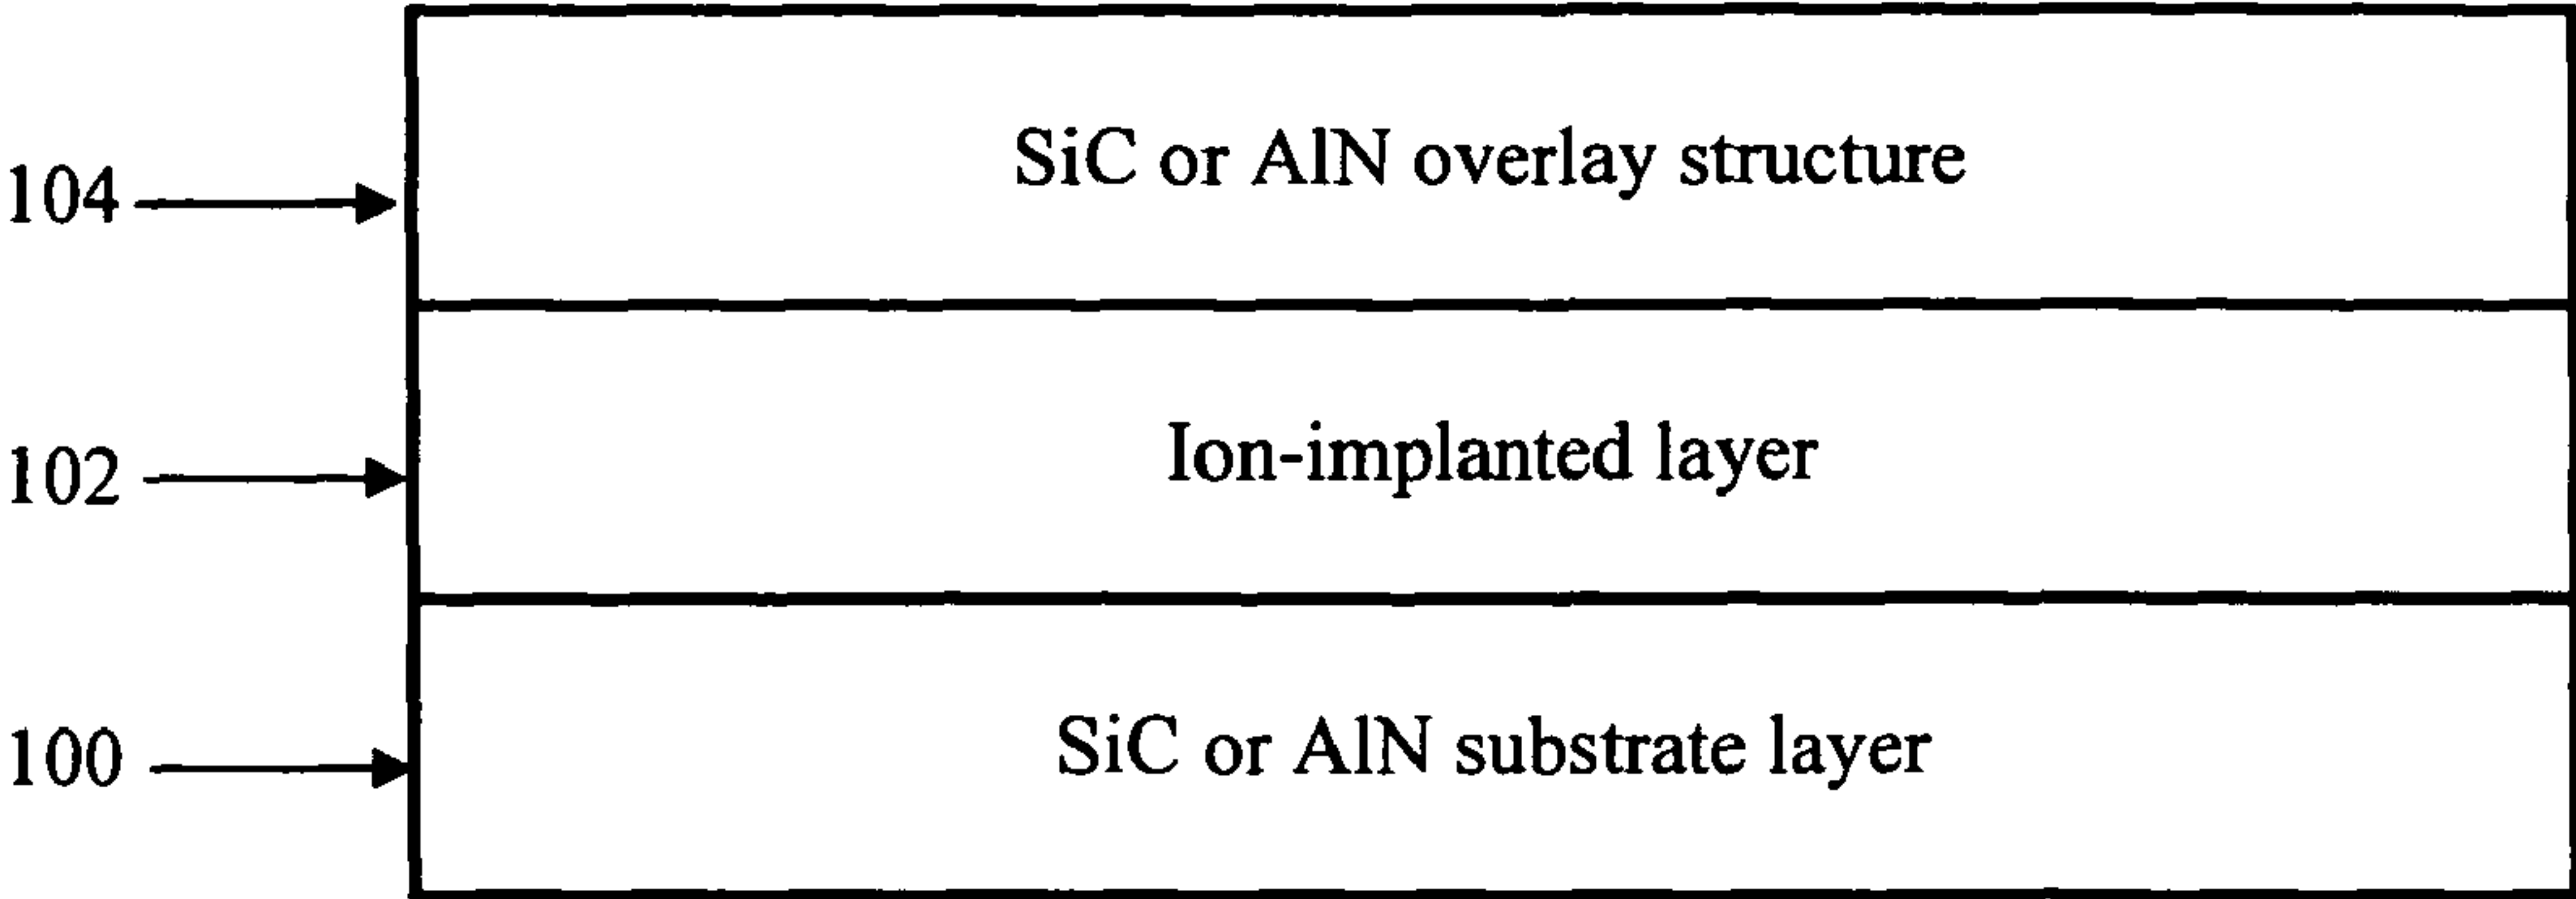 SiC or AlN overlay structure
104
Ion-implanted layer
102
SiC or AlN substrate layer
100